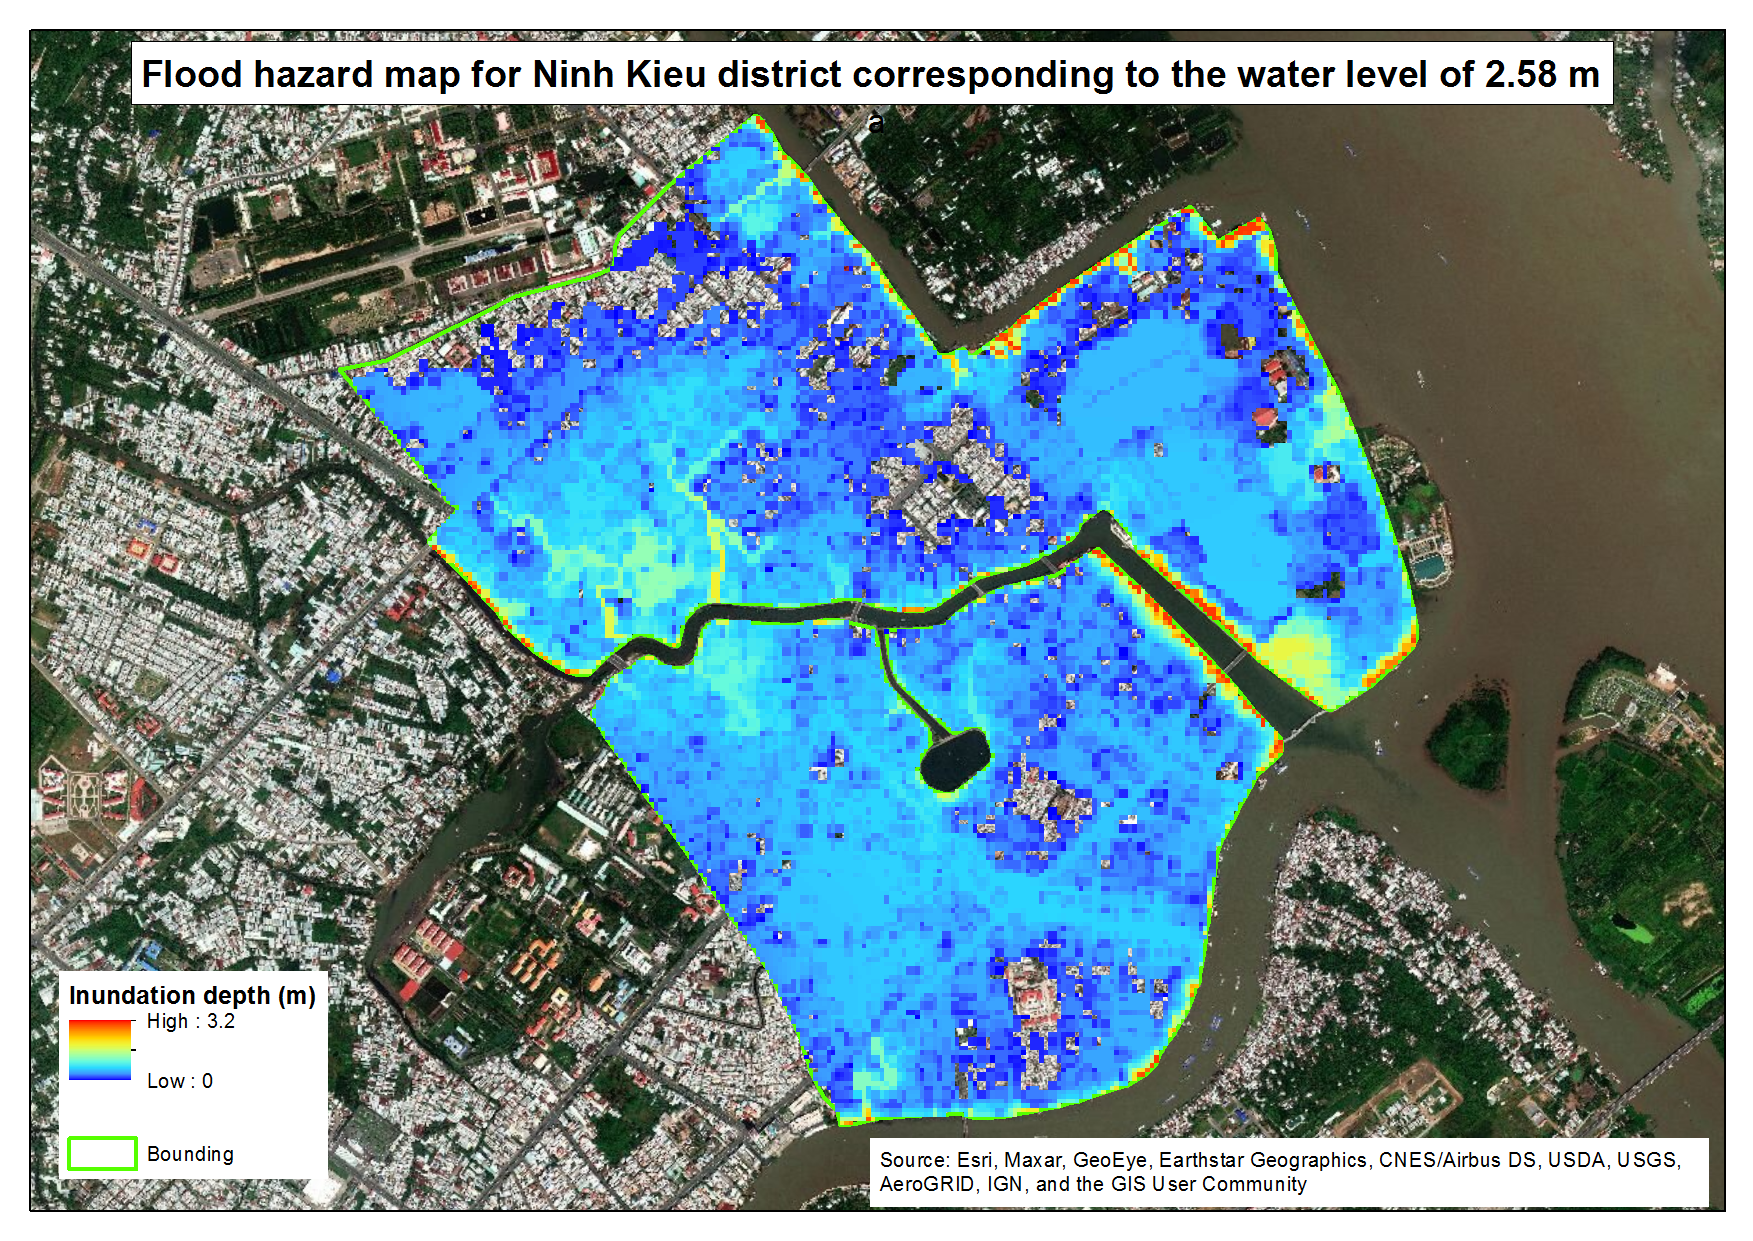 Flood hazard map for Ninh Kieu district corresponding to the water level of 2.58 m
a
Inundation depth (m)
High : 3.2
Low : 0
Bounding
Source: Esri, Maxar, GeoEye, Earthstar Geographics, CNES/Airbus DS, USDA, USGS,
AeroGRID, IGN, and the GIS User Community